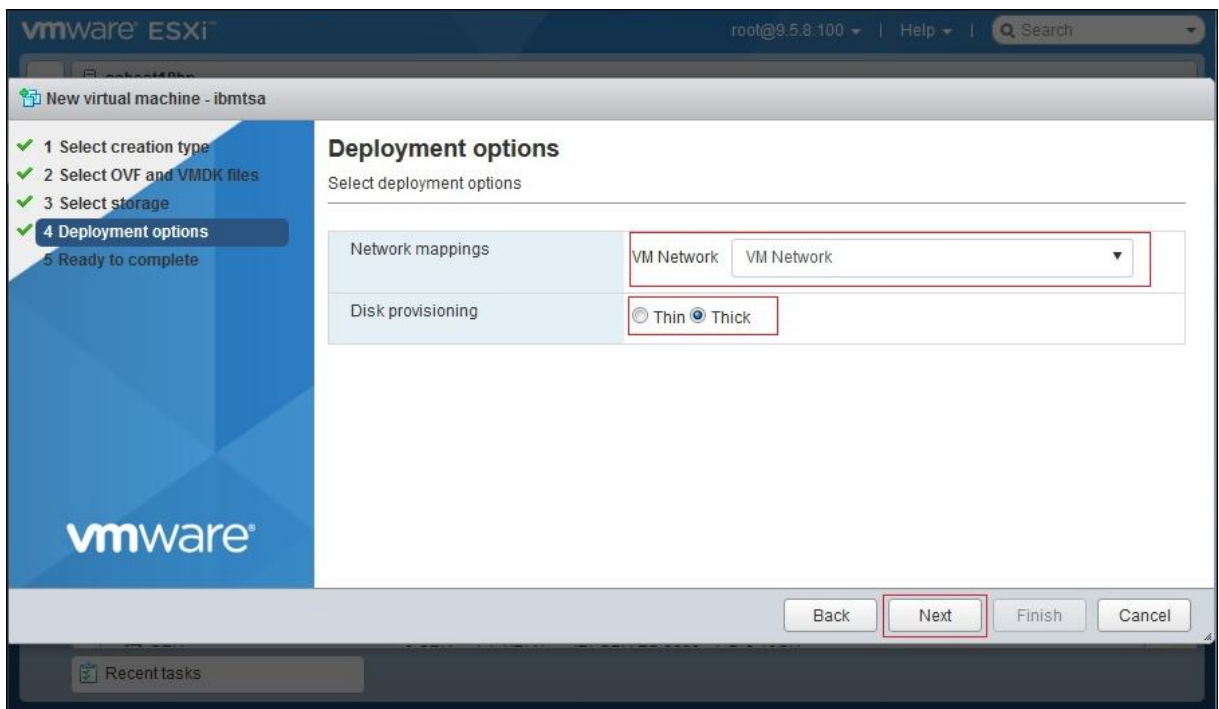 vmware ESXi™
root@9.5.8.100 | Help | Search
New virtual machine - ibmtsa
1 Select creation type
2 Select OVF and VMDK files
3 Select storage
4 Deployment options
5 Ready to complete
vmware®
Deployment options
Select deployment options
Network mappings
VM Network VM Network
Disk provisioning
Thin Thick
Back Next Finish Cancel
Recent tasks